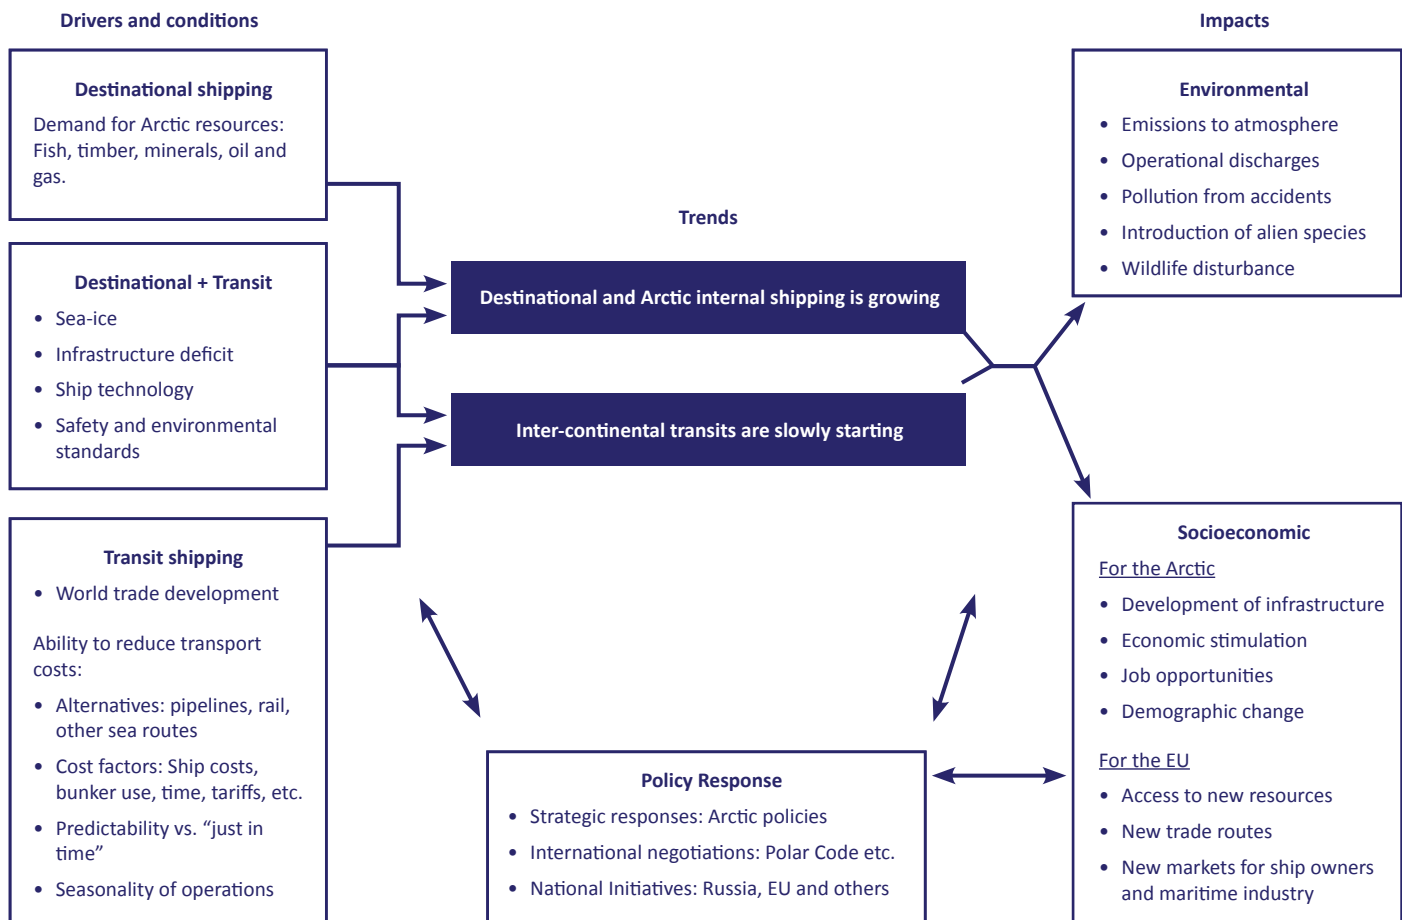 Drivers and conditions
Destinational shipping
Demand for Arctic resources:
Fish, timber, minerals, oil and
gas.
Destinational + Transit
• Sea-ice
• Infrastructure deficit
• Ship technology
• Safety and environmental
standards
Transit shipping
• World trade development
Ability to reduce transport
costs:
• Alternatives: pipelines, rail,
other sea routes
• Cost factors: Ship costs,
bunker use, time, tariffs, etc.
• Predictability vs. “just in
time”
• Seasonality of operations
Trends
Destinational and Arctic internal shipping is growing
Inter-continental transits are slowly starting
Policy Response
• Strategic responses: Arctic policies
• International negotiations: Polar Code etc.
• National Initiatives: Russia, EU and others
Impacts
Environmental
• Emissions to atmosphere
• Operational discharges
• Pollution from accidents
• Introduction of alien species
• Wildlife disturbance
Socioeconomic
For the Arctic
• Development of infrastructure
• Economic stimulation
• Job opportunities
• Demographic change
For the EU
• Access to new resources
• New trade routes
• New markets for ship owners
and maritime industry